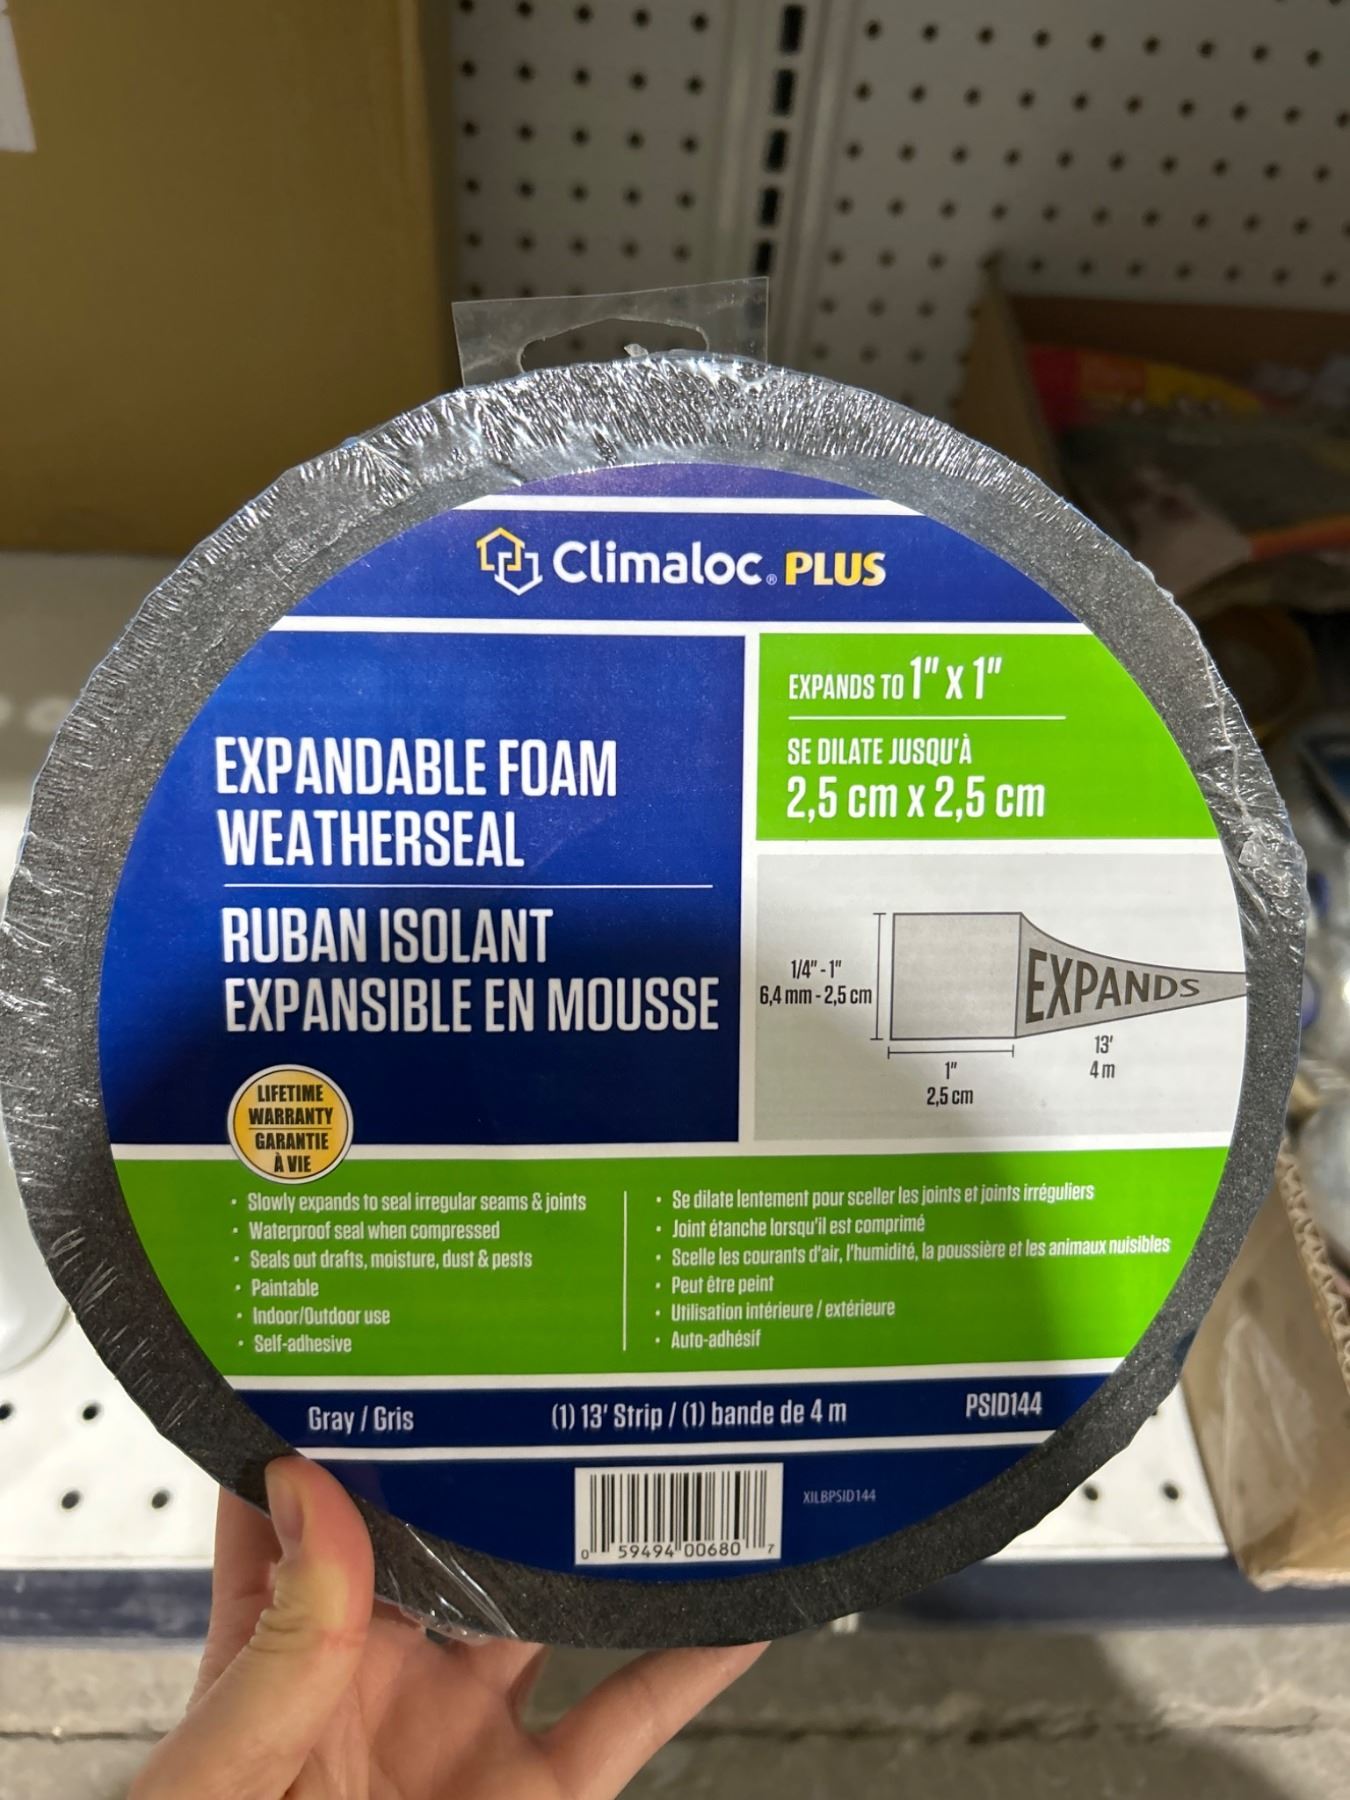 Climaloc® PLUS
EXPANDABLE FOAM
WEATHERSEAL
RUBAN ISOLANT
EXPANSIBLE EN MOUSSE
EXPANDS TO 1" X 1"
SE DILATE JUSQU'À
2,5 cm x 2,5 cm
1/4" - 1"
6,4 mm - 2,5 cm
EXPANDS
13'
4 m
1"
2,5 cm
LIFETIME
WARRANTY
GARANTIE
À VIE
• Slowly expands to seal irregular seams & joints
• Waterproof seal when compressed
• Seals out drafts, moisture, dust & pests
• Paintable
• Indoor/Outdoor use
• Self-adhesive
• Se dilate lentement pour sceller les joints et joints irréguliers
• Joint étanche lorsqu'il est comprimé
• Scelle les courants d'air, l'humidité, la poussière et les animaux nuisibles
• Peut être peint
• Utilisation intérieure / extérieure
• Auto-adhésif
Gray / Gris
(1) 13' Strip / (1) bande de 4 m
PSID144
XILBPSID144
0 59494 00680 7